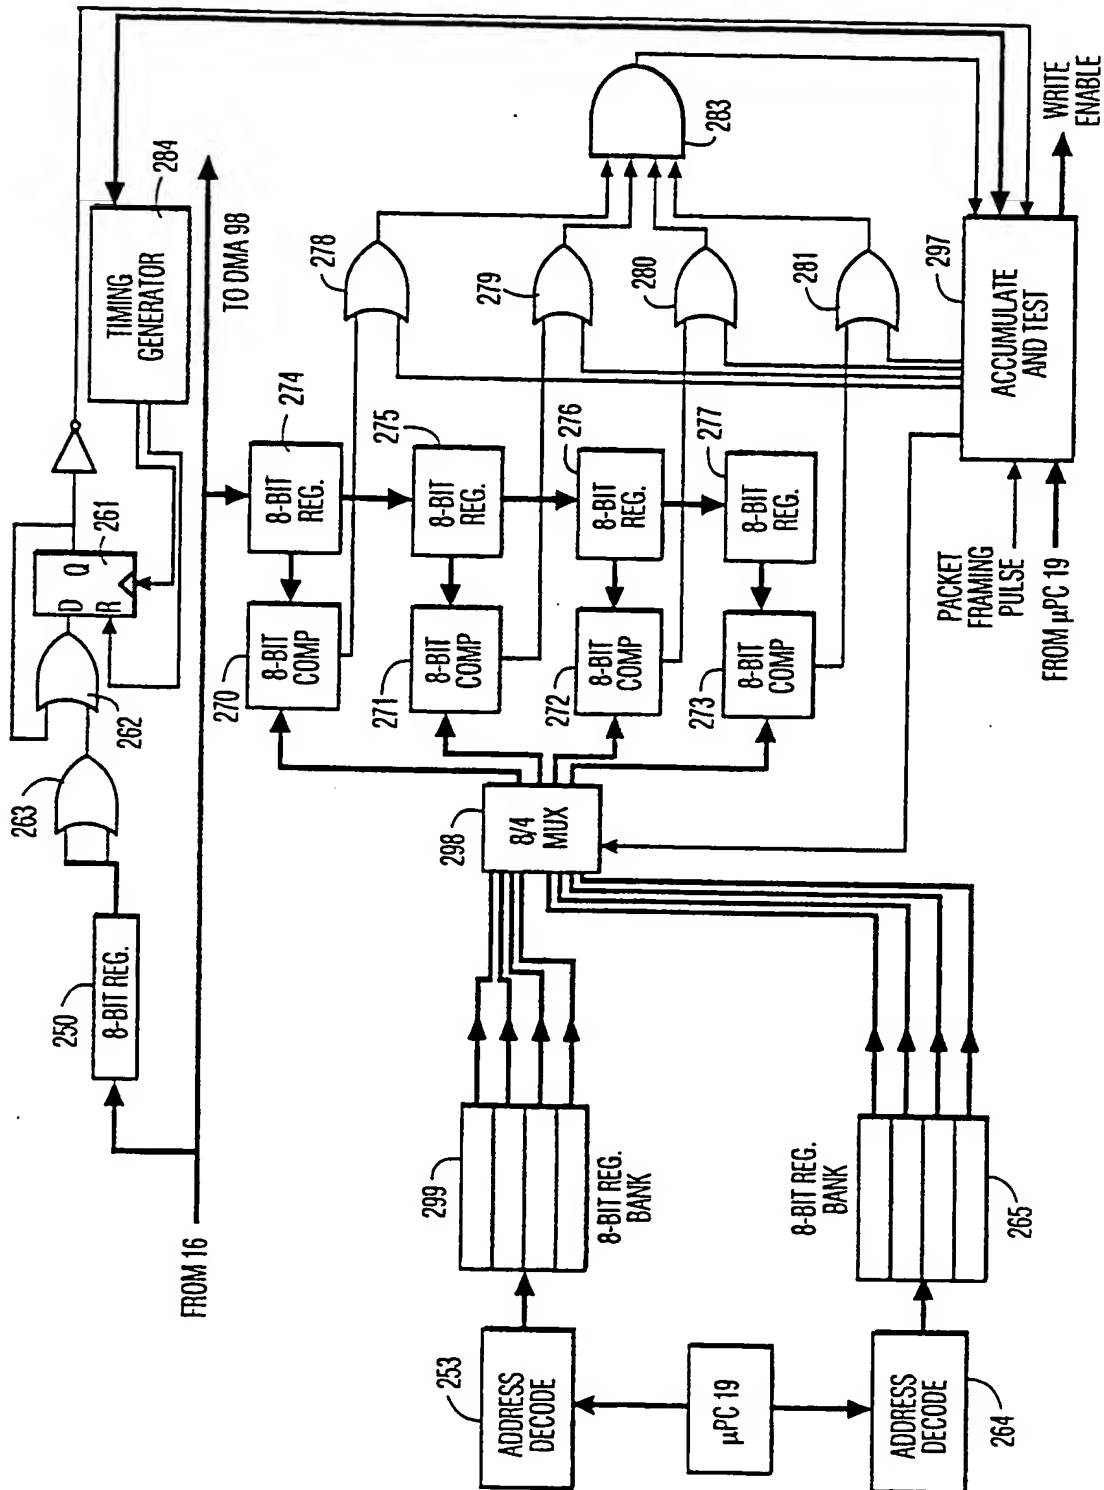 FROM 16
250
8-BIT REG.
263
262
D
Q
R
261
TIMING
GENERATOR
284
TO DMA 98
253
ADDRESS
DECODE
299
8-BIT REG.
BANK
298
8/4
MUX
270
8-BIT
COMP
8-BIT
REG.
274
278
271
8-BIT
COMP
8-BIT
REG.
275
279
272
8-BIT
COMP
8-BIT
REG.
276
280
273
8-BIT
COMP
8-BIT
REG.
277
281
283
µPC 19
ADDRESS
DECODE
264
8-BIT REG.
BANK
265
PACKET
FRAMING
PULSE
FROM µPC 19
ACCUMULATE
AND TEST
297
WRITE
ENABLE